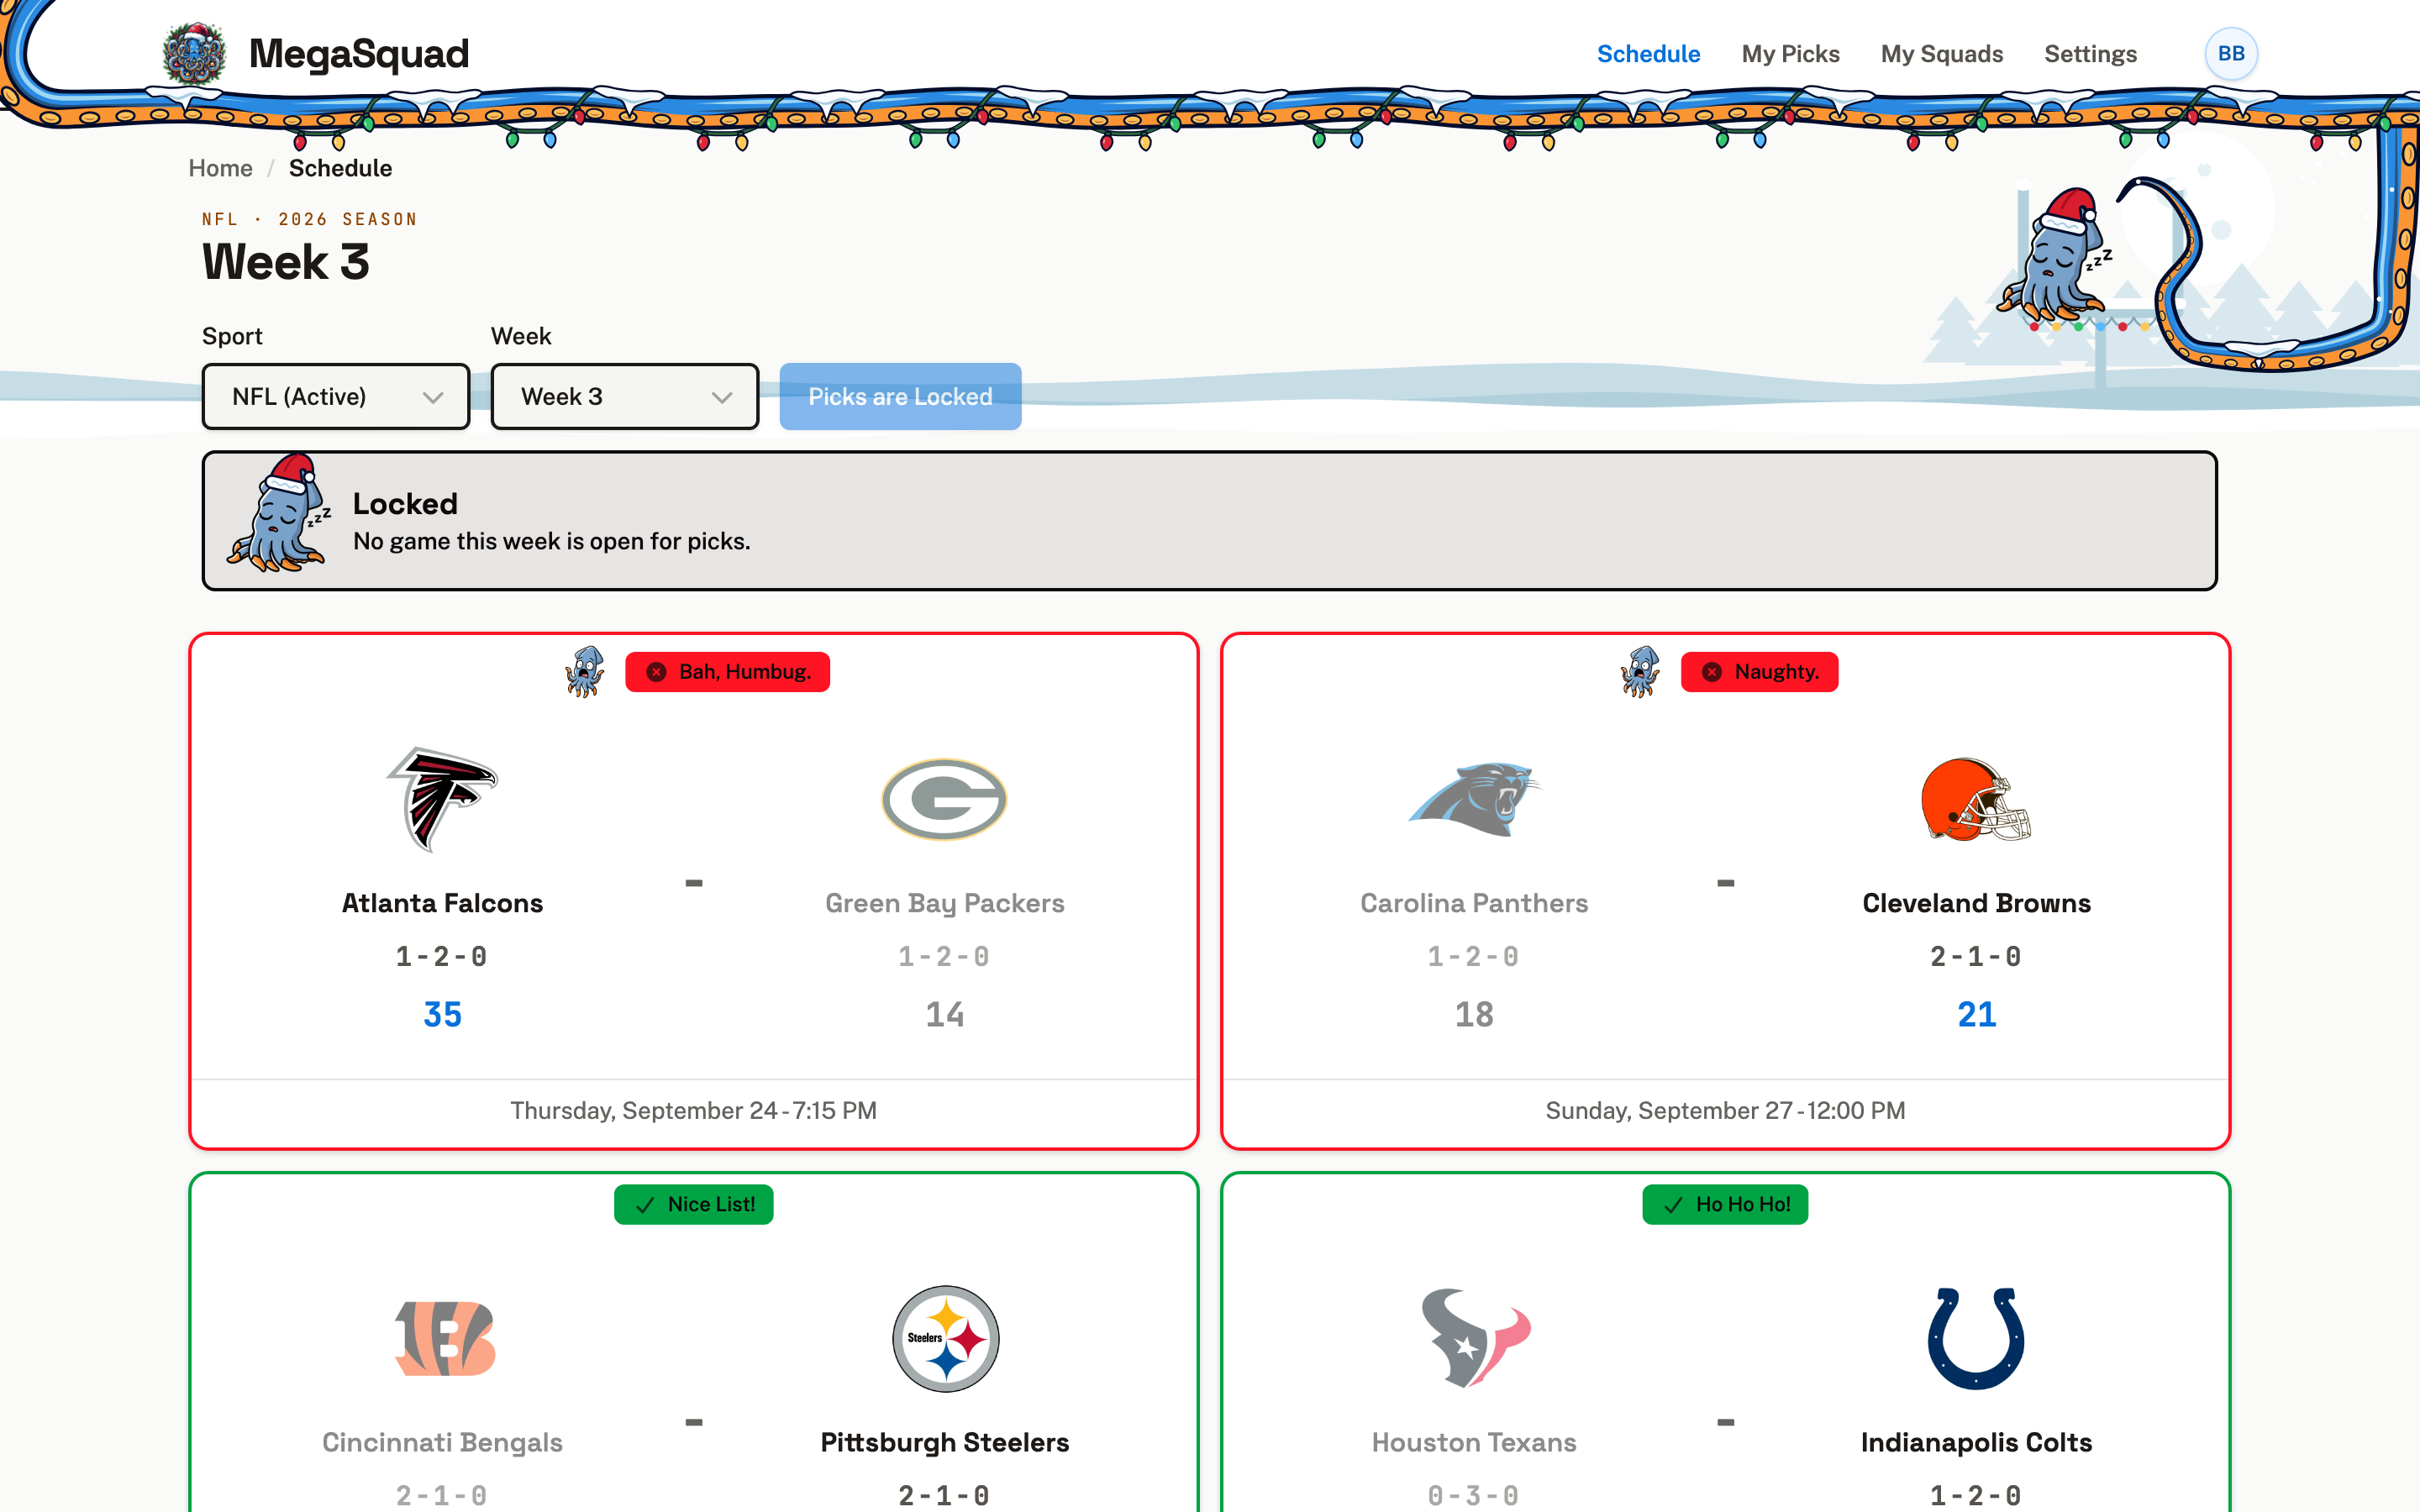 MegaSquad
Schedule
My Picks
My Squads
Settings
BB
Home / Schedule
NFL · 2026 SEASON
Week 3
zzz
Sport
Week
NFL (Active)
Week 3
Picks are Locked
zzz
Locked
No game this week is open for picks.
Bah, Humbug.
Atlanta Falcons
1-2-0
35
-
G
Green Bay Packers
1-2-0
14
Thursday, September 24-7:15 PM
Naughty.
Carolina Panthers
1-2-0
18
-
Cleveland Browns
2-1-0
21
Sunday, September 27-12:00 PM
Nice List!
B
Cincinnati Bengals
2-1-0
-
Steelers
Pittsburgh Steelers
2-1-0
Ho Ho Ho!
Houston Texans
0-3-0
-
Indianapolis Colts
1-2-0